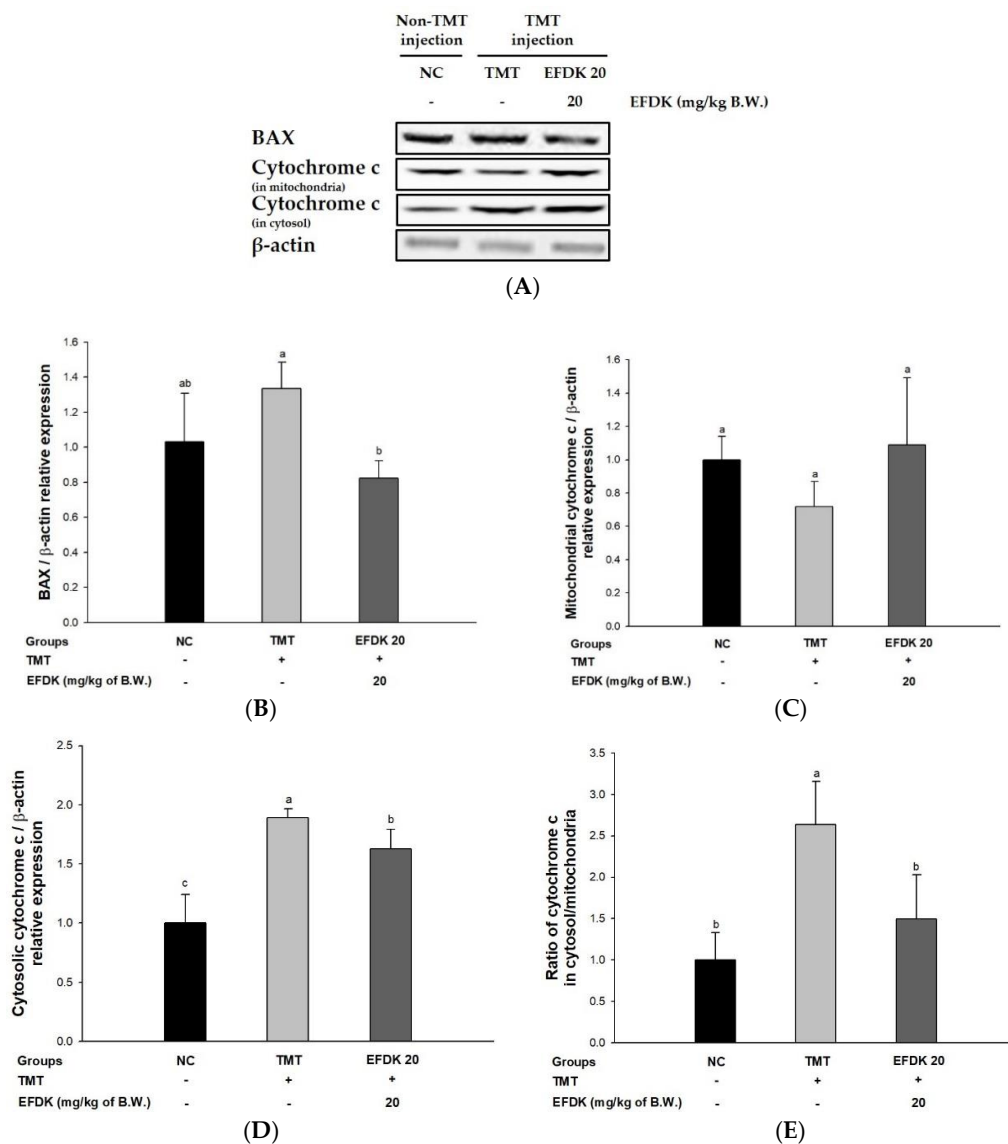 Non-TMT injection
TMT injection
NC TMT EFDK 20
- - 20 EFDK (mg/kg B.W.)
BAX
Cytochrome c
(in mitochondria)
Cytochrome c
(in cytosol)
β-actin
(A)
BAX / β-actin relative expression
1.6
1.4
1.2
1.0
0.8
0.6
0.4
0.2
0.0
ab
a
b
Groups NC TMT EFDK 20
TMT - + +
EFDK (mg/kg of B.W.) - - 20
(B)
Mitochondrial cytochrome c / β-actin
relative expression
1.6
1.4
1.2
1.0
0.8
0.6
0.4
0.2
0.0
a
a
a
Groups NC TMT EFDK 20
TMT - + +
EFDK (mg/kg of B.W.) - - 20
(C)
Cytosolic cytochrome c / β-actin
relative expression
2.5
2.0
1.5
1.0
0.5
0.0
c
a
b
Groups NC TMT EFDK 20
TMT - + +
EFDK (mg/kg of B.W.) - - 20
(D)
Ratio of cytochrome c
in cytosol/mitochondria
3.5
3.0
2.5
2.0
1.5
1.0
0.5
0.0
b
a
b
Groups NC TMT EFDK 20
TMT - + +
EFDK (mg/kg of B.W.) - - 20
(E)